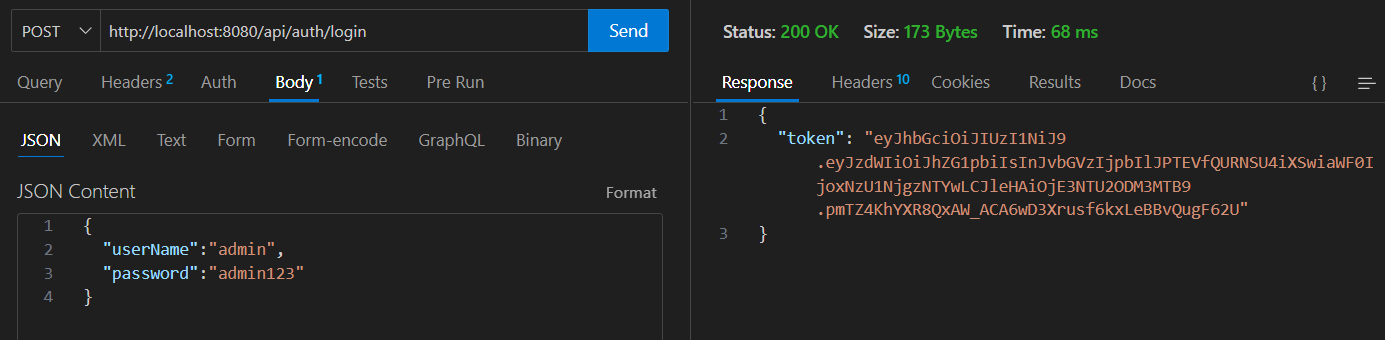 POST http://localhost:8080/api/auth/login Send
Query Headers 2 Auth Body 1 Tests Pre Run
JSON XML Text Form Form-encode GraphQL Binary
JSON Content Format
1 {
2 "userName":"admin",
3 "password":"admin123"
4 }
Status: 200 OK Size: 173 Bytes Time: 68 ms
Response Headers 10 Cookies Results Docs { }
1 {
2 "token": "eyJhbGciOiJIUzI1NiJ9
.eyJzdWIiOiJhZG1pbiIsInJvbGVzIjpbIlJPTEVfQURNSU4iXSwiaWF0I
joxNzU1NjgzNTYwLCJleHAiOjE3NTU2ODM3MTB9
.pmTZ4KhYXR8QxAW_ACA6wD3Xrusf6kxLeBBvQugF62U"
3 }